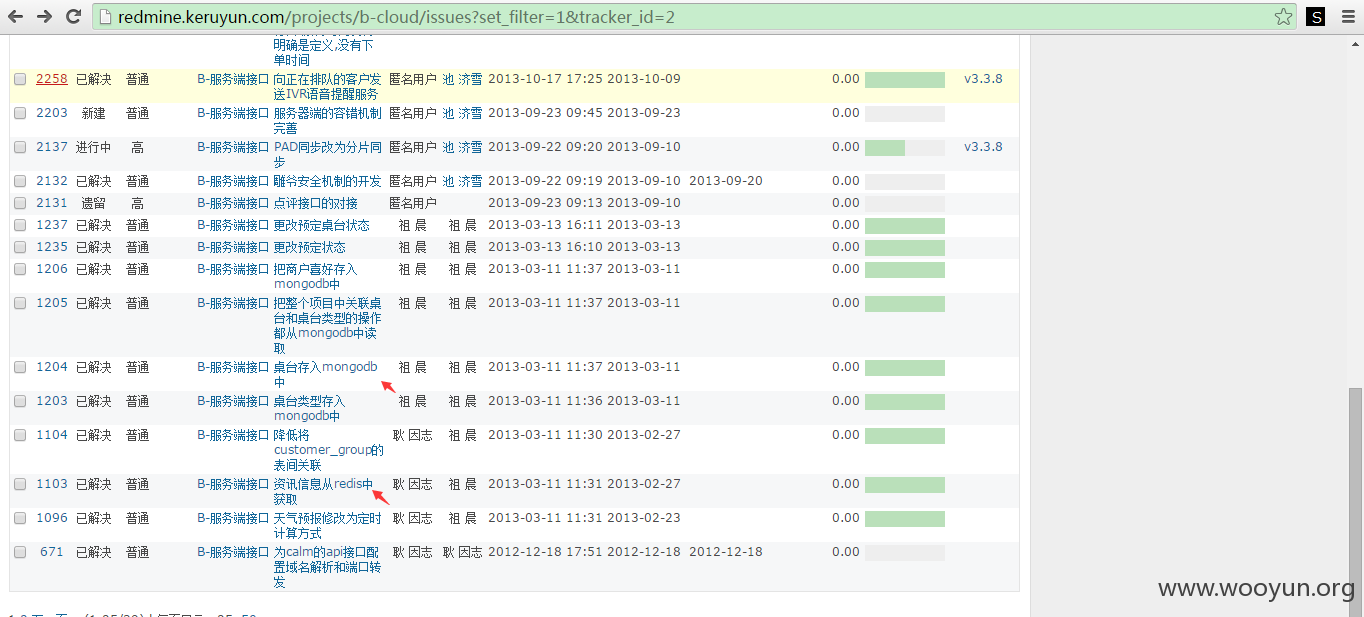 redmine.keruyun.com/projects/b-cloud/issues?set_filter=1&tracker_id=2
明确是定义,没有下
单时间
2258 已解决 普通 B-服务端接口 向正在排队的客户发 匿名用户 池 济雪 2013-10-17 17:25 2013-10-09 0.00 v3.3.8
送IVR语音提醒服务
2203 新建 普通 B-服务端接口 服务器端的容错机制 匿名用户 池 济雪 2013-09-23 09:45 2013-09-23 0.00
完善
2137 进行中 高 B-服务端接口 PAD同步改为分片同 匿名用户 池 济雪 2013-09-22 09:20 2013-09-10 0.00 v3.3.8
步
2132 已解决 普通 B-服务端接口 雕爷安全机制的开发 匿名用户 池 济雪 2013-09-22 09:19 2013-09-10 2013-09-20 0.00
2131 遗留 高 B-服务端接口 点评接口的对接 匿名用户 2013-09-23 09:13 2013-09-10 0.00
1237 已解决 普通 B-服务端接口 更改预定桌台状态 祖 晨 祖 晨 2013-03-13 16:11 2013-03-13 0.00
1235 已解决 普通 B-服务端接口 更改预定状态 祖 晨 祖 晨 2013-03-13 16:10 2013-03-13 0.00
1206 已解决 普通 B-服务端接口 把商户喜好存入 祖 晨 祖 晨 2013-03-11 11:37 2013-03-11 0.00
mongodb中
1205 已解决 普通 B-服务端接口 把整个项目中关联桌 祖 晨 祖 晨 2013-03-11 11:37 2013-03-11 0.00
台和桌台类型的操作
都从mongodb中读
取
1204 已解决 普通 B-服务端接口 桌台存入mongodb 祖 晨 祖 晨 2013-03-11 11:37 2013-03-11 0.00
中
1203 已解决 普通 B-服务端接口 桌台类型存入 祖 晨 祖 晨 2013-03-11 11:36 2013-03-11 0.00
mongodb中
1104 已解决 普通 B-服务端接口 降低将 耿 因志 祖 晨 2013-03-11 11:30 2013-02-27 0.00
customer_group的
表间关联
1103 已解决 普通 B-服务端接口 资讯信息从redis中 耿 因志 祖 晨 2013-03-11 11:31 2013-02-27 0.00
获取
1096 已解决 普通 B-服务端接口 天气预报修改为定时 耿 因志 祖 晨 2013-03-11 11:31 2013-02-23 0.00
计算方式
671 已解决 普通 B-服务端接口 为calm的api接口配 耿 因志 耿 因志 2012-12-18 17:51 2012-12-18 2012-12-18 0.00
置域名解析和端口转
发
www.wooyun.org